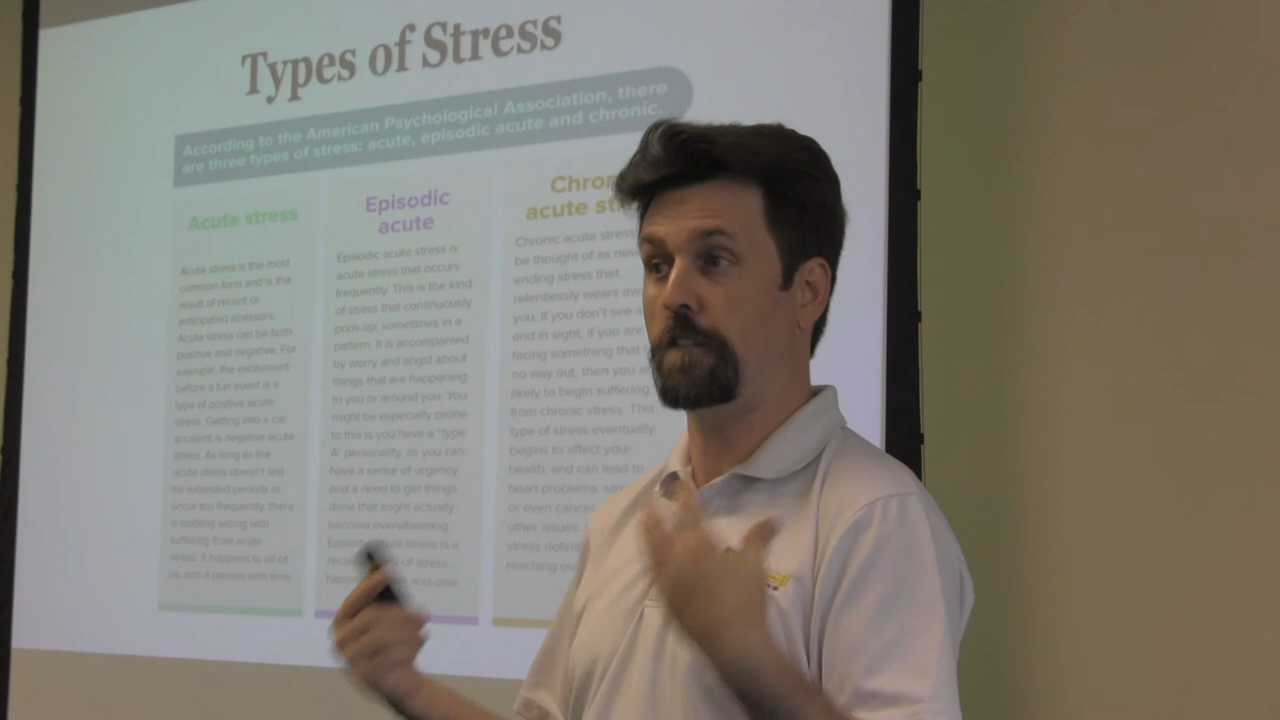 Types of Stress
According to the American Psychological Association, there
are three types of stress: acute, episodic acute and chronic.
Acute stress
Acute stress is the most
common form and is the
result of recent or
anticipated stressors.
Acute stress can be both
positive and negative. For
example, the excitement
before a fun event is a
type of positive acute
stress. Getting into a car
accident is negative acute
stress. As long as the
acute stress doesn't last
for extended periods or
occur too frequently, there
is nothing wrong with
suffering from acute
stress. It happens to all of
us, and it passes with time.
Episodic
acute
Episodic acute stress is
acute stress that occurs
frequently. This is the kind
of stress that continuously
pops up, sometimes in a
pattern. It is accompanied
by worry and angst about
things that are happening
to you or around you. You
might be especially prone
to this is you have a "type
A" personality, as you can
have a sense of urgency
and a need to get things
done that might actually
become overwhelming.
stress is a
of stress.
and over
Chron
acute st
Chronic acute stress
be thought of as nev
ending stress that
relentlessly wears aw
you. If you don't see a
end in sight, if you are
facing something that
no way out, then you
likely to begin suffering
from chronic stress. This
type of stress eventually
begins to affect your
health, and can lead to
heart problems, str
or even cancer
other issues.
stress defin
reaching ou